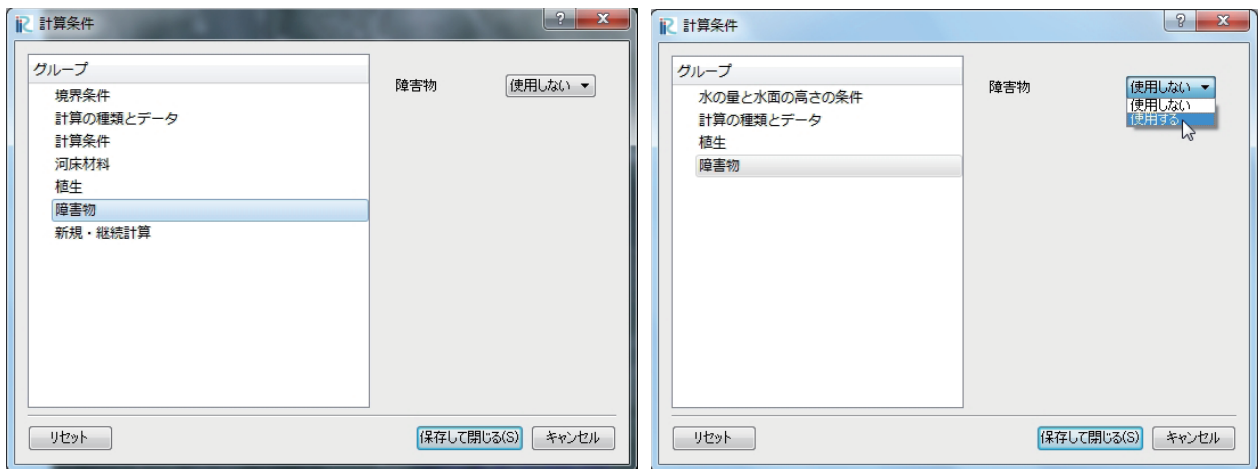 計算条件
グループ
境界条件
計算の種類とデータ
計算条件
河床材料
植生
障害物
新規・継続計算
障害物
使用しない
リセット
保存して閉じる(S)
キャンセル
計算条件
グループ
水の量と水面の高さの条件
計算の種類とデータ
植生
障害物
障害物
使用しない
使用しない
使用する
リセット
保存して閉じる(S)
キャンセル